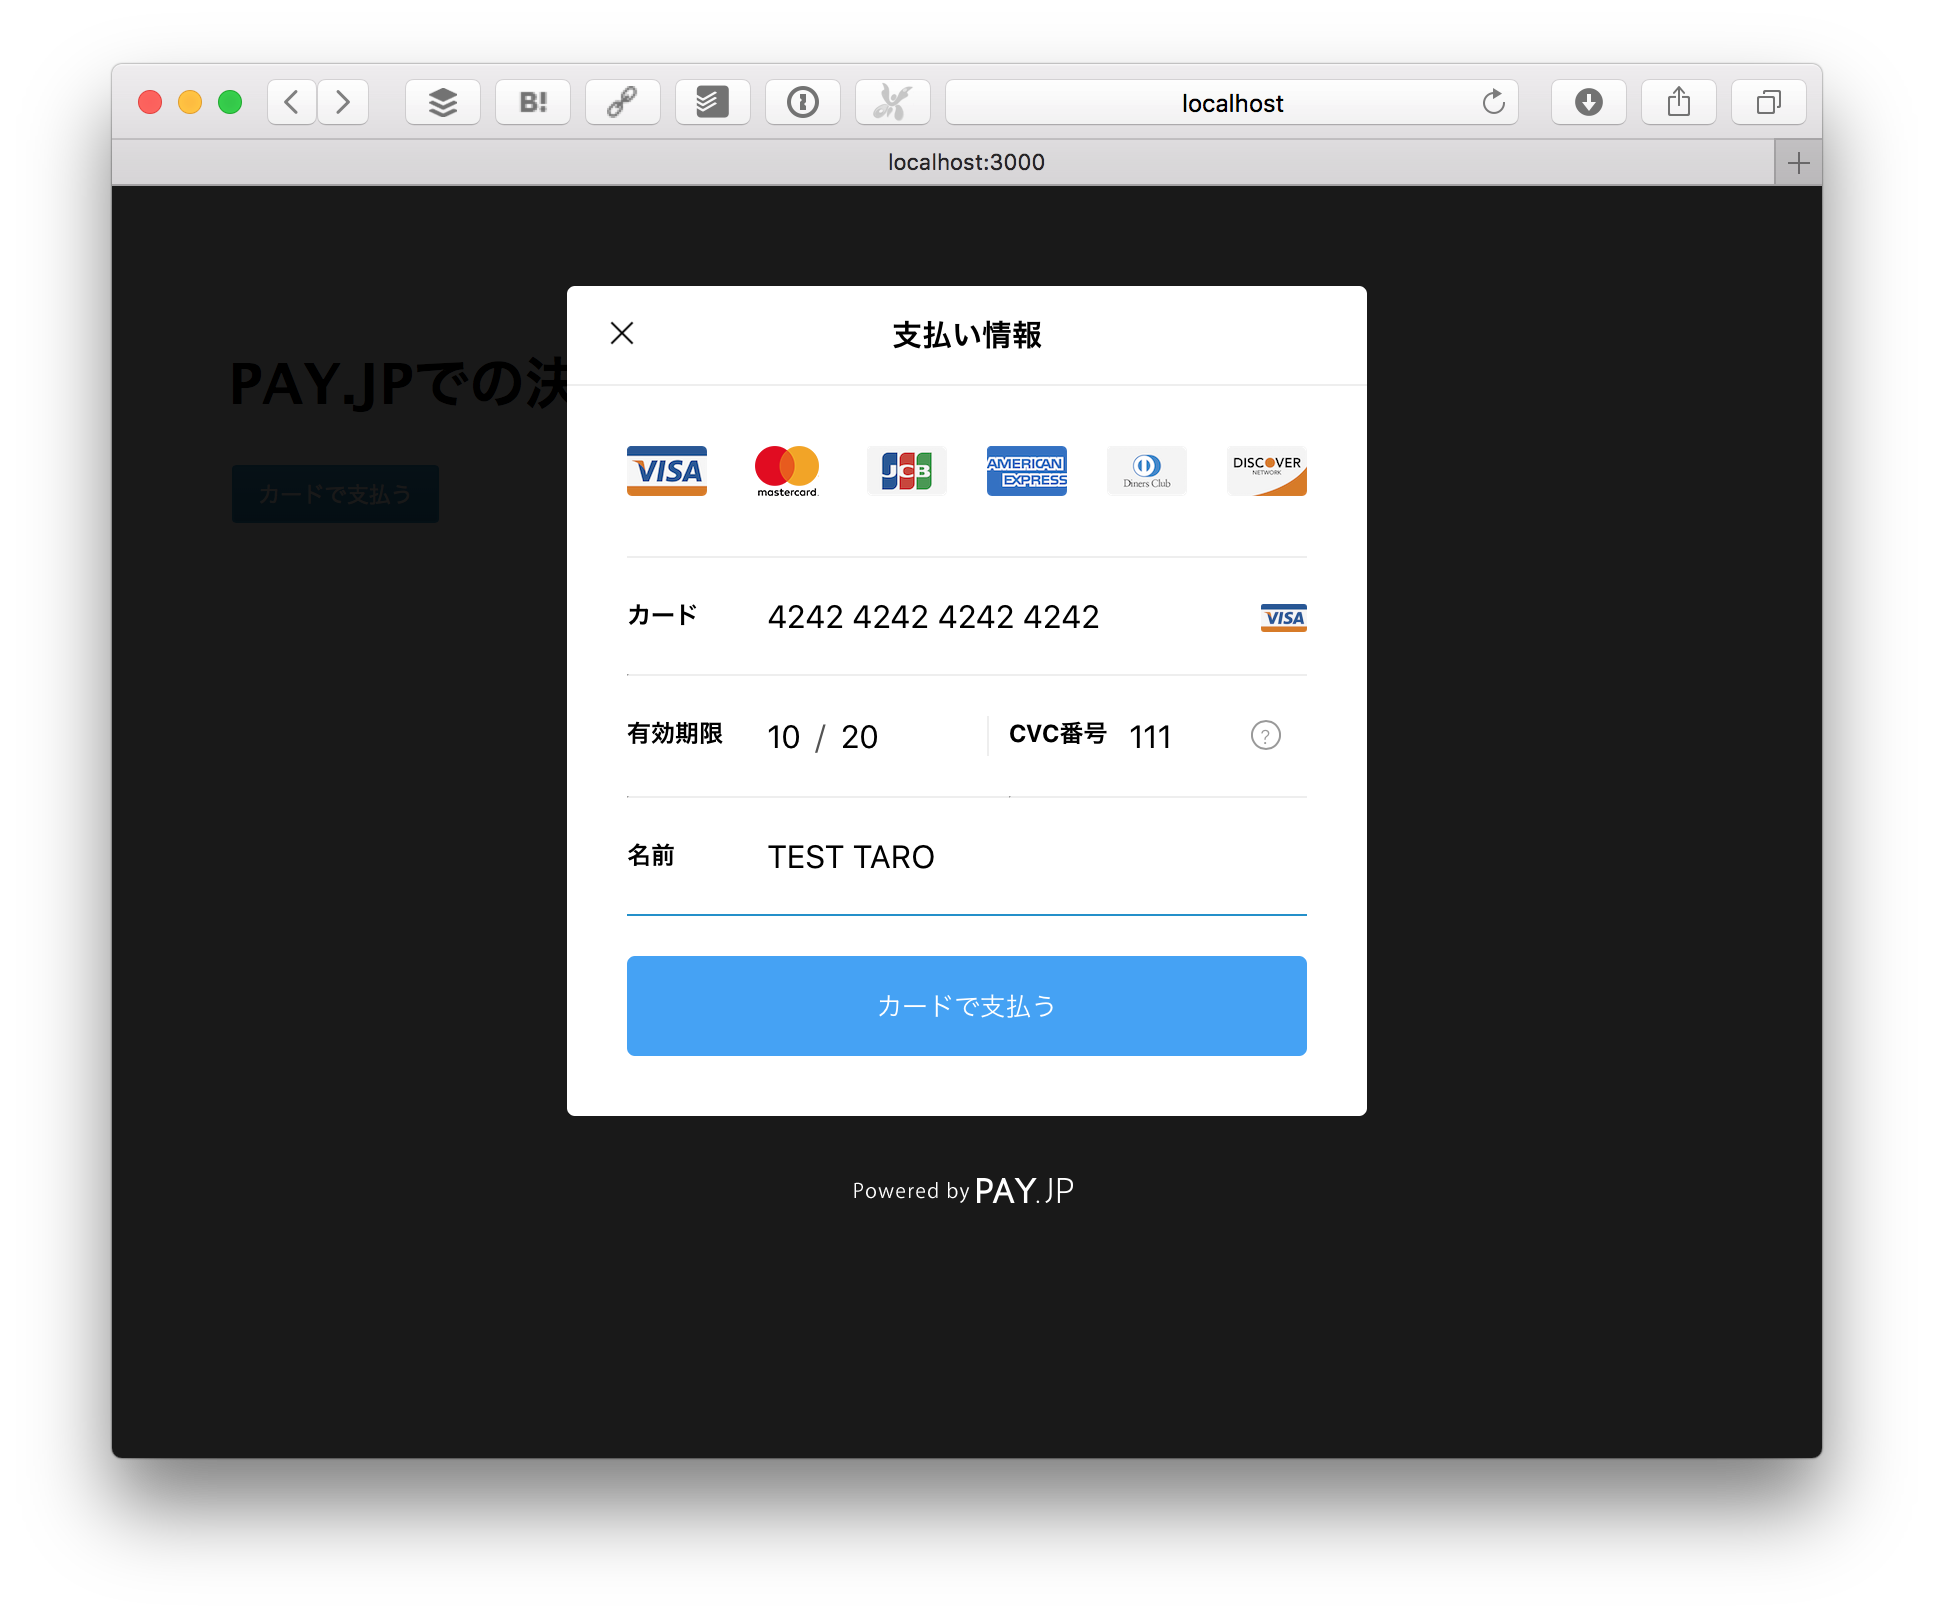 B!
localhost
localhost:3000
PAY.JPでの決
カードで支払う
支払い情報
VISA
mastercard.
JCB
AMERICAN
EXPRESS
Diners Club
DISCOVER
NETWORK
カード 4242 4242 4242 4242 VISA
有効期限 10 / 20 CVC番号 111 ?
名前 TEST TARO
カードで支払う
Powered by PAY.JP